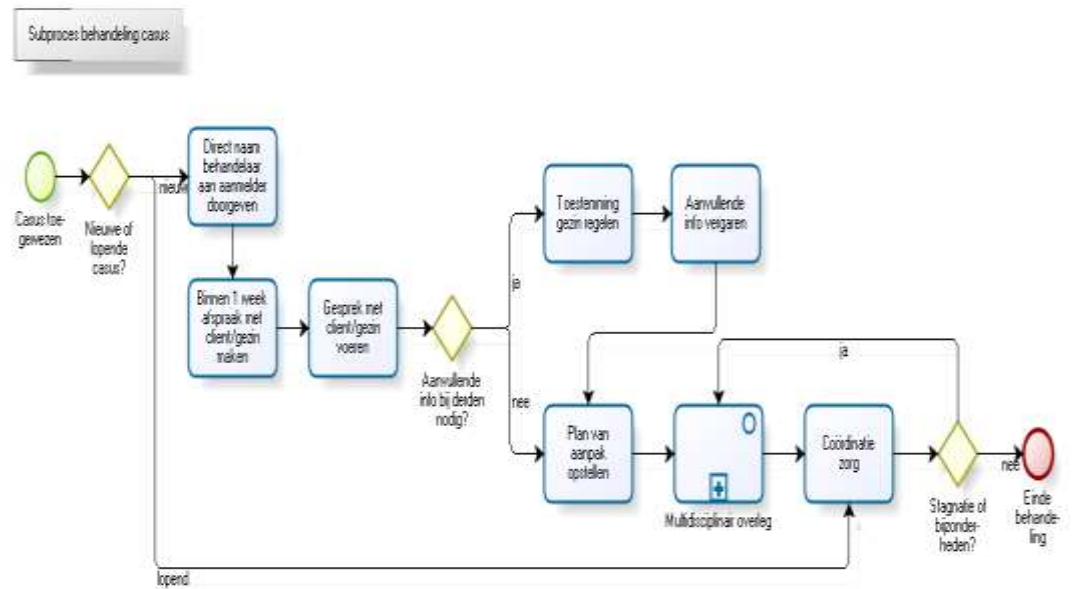 Subproces behandeling casus
Casus toe-
gewezen
Nieuwe of
lopende
casus?
nieuw
Direct naam
behandelaar
aan aanmelder
doorgeven
Binnen 1 week
afspraak met
client/gezin
maken
Gesprek met
client/gezin
voeren
Aanvullende
info bij derden
nodig?
ja
Toestemming
gezin regelen
Aanvullende
info vergaren
nee
Plan van
aanpak
opstellen
Multidisciplinair overleg
Coördinatie
zorg
ja
Stagnatie of
bijzonder-
heden?
nee
Einde
behande-
ling
lopend